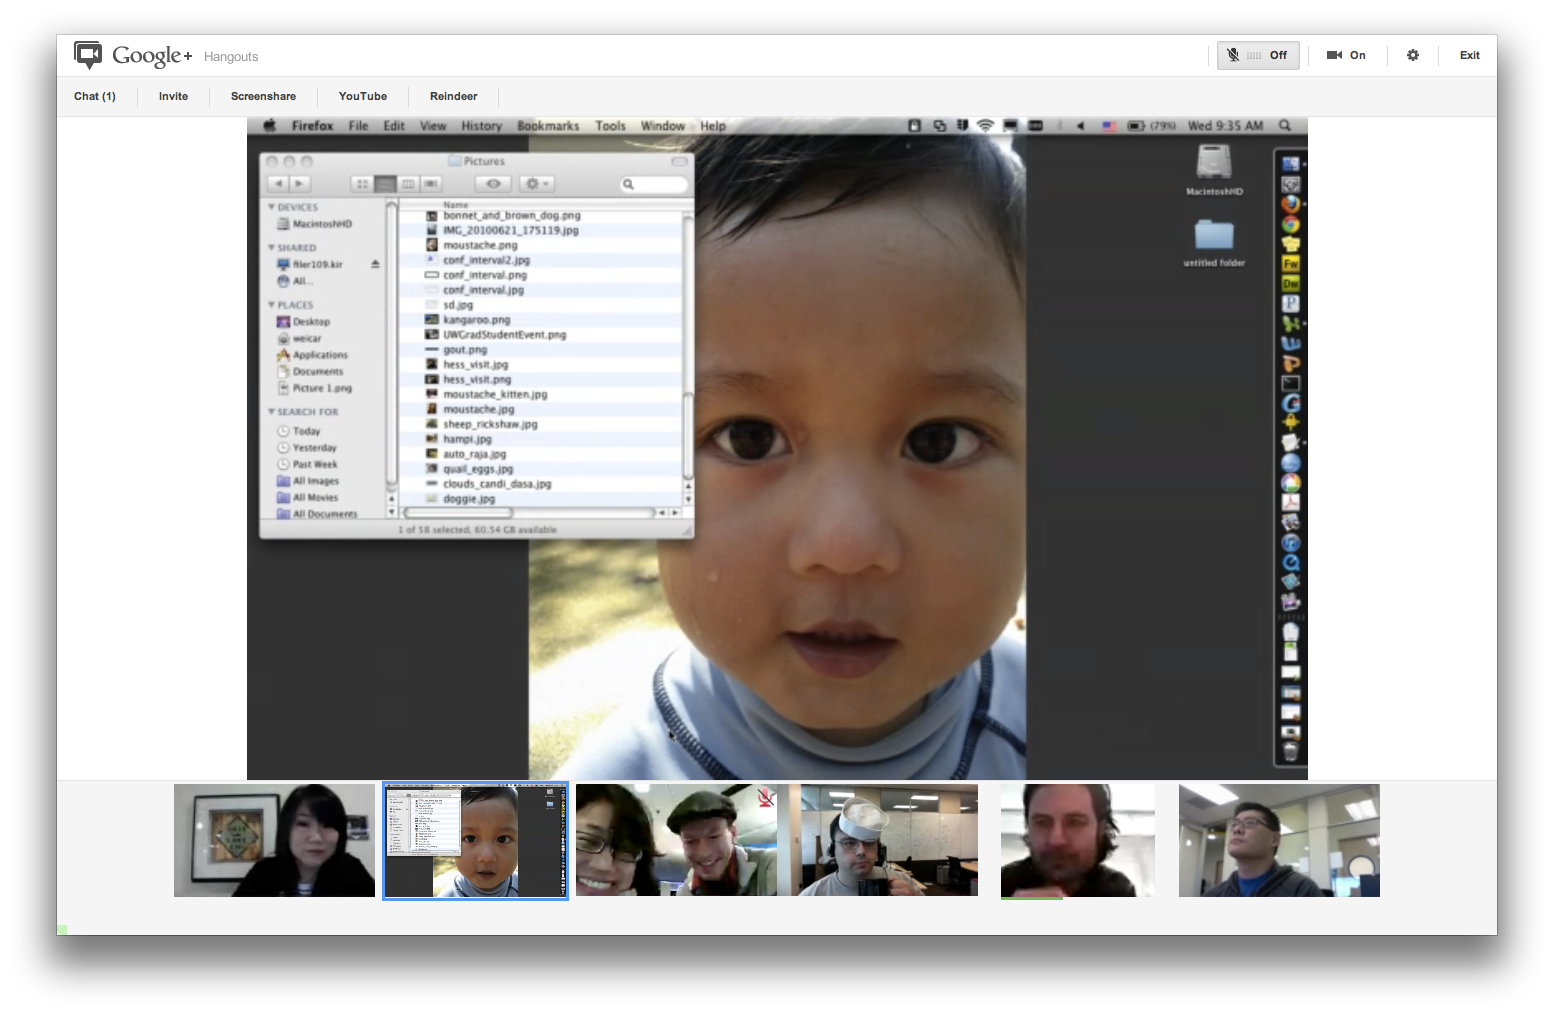 Google+ Hangouts
Off
On
Exit
Chat (1)
Invite
Screenshare
YouTube
Reindeer
Firefox File Edit View History Bookmarks Tools Window Help
(79%) Wed 9:35 AM
Pictures
DEVICES
MacintoshHD
SHARED
filer109.kir
All...
PLACES
Desktop
weicar
Applications
Documents
Picture 1.png
SEARCH FOR
Today
Yesterday
Past Week
All Images
All Movies
All Documents
Name
bonnet_and_brown_dog.png
IMG_20100621_175119.jpg
moustache.png
conf_interval2.jpg
conf_interval.png
conf_interval.jpg
sd.jpg
kangaroo.png
UWGradStudentEvent.png
gout.png
hess_visit.jpg
hess_visit.png
moustache_kitten.jpg
moustache.jpg
sheep_rickshaw.jpg
hampi.jpg
auto_raja.jpg
quail_eggs.jpg
clouds_candi_dasa.jpg
doggie.jpg
1 of 58 selected, 60.54 GB available
MacintoshHD
untitled folder
Fw
Dw